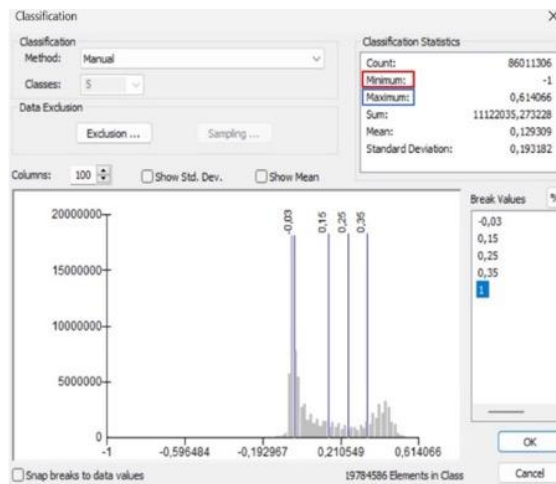 Classification
Classification
Method: Manual
Classes: 5
Data Exclusion
Exclusion ...
Sampling ...
Classification Statistics
Count: 86011306
Minimum: -1
Maximum: 0,614066
Sum: 11122035,273228
Mean: 0,129309
Standard Deviation: 0,193182
Columns: 100
Show Std. Dev.
Show Mean
Break Values %
-0,03
0,15
0,25
0,35
1
-0,03
0,15
0,25
0,35
20000000
15000000
10000000
5000000
0
-1 -0,596484 -0,192967 0,210549 0,614066
OK
Snap breaks to data values
19784586 Elements in Class
Cancel